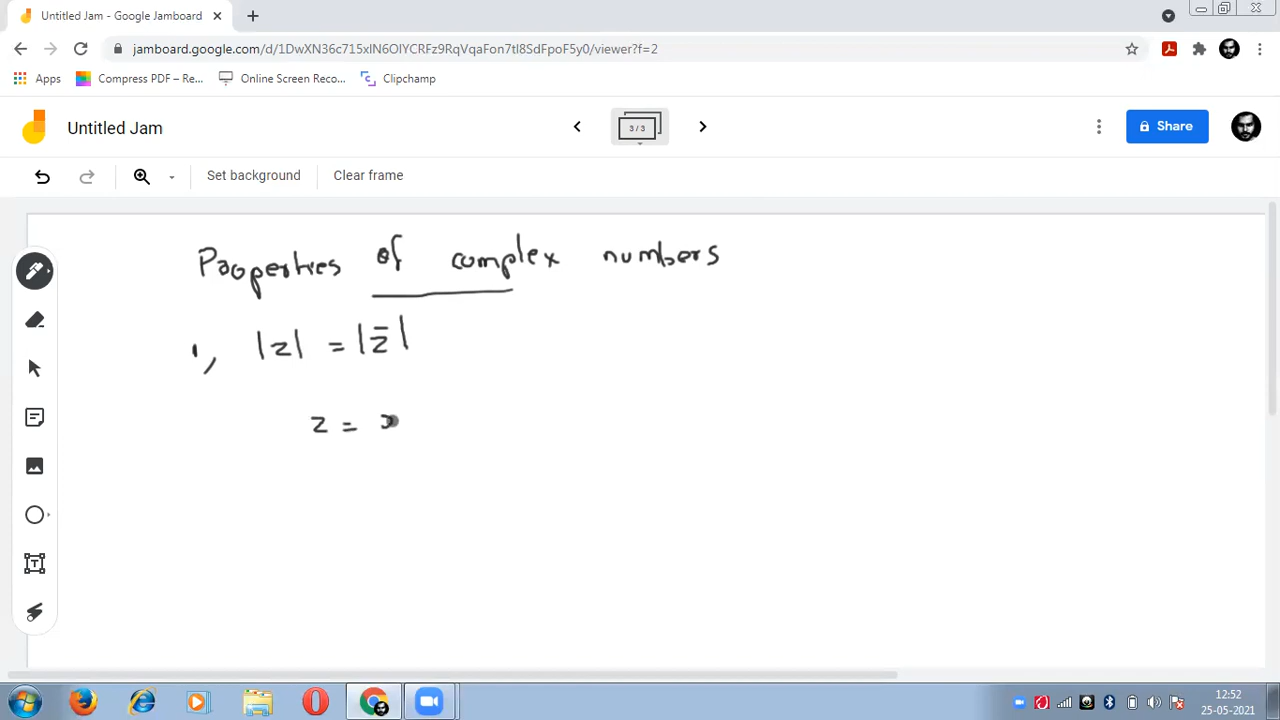 Untitled Jam - Google Jamboard
jamboard.google.com/d/1DwXN36c715xlN6OlYCRFz9RqVqaFon7tl8SdFpoF5y0/viewer?f=2
Apps Compress PDF – Re... Online Screen Reco... Clipchamp
Untitled Jam
3 / 3
Share
Set background Clear frame
Properties of complex numbers
1, |z| = |z̄|
z = x
12:52
25-05-2021